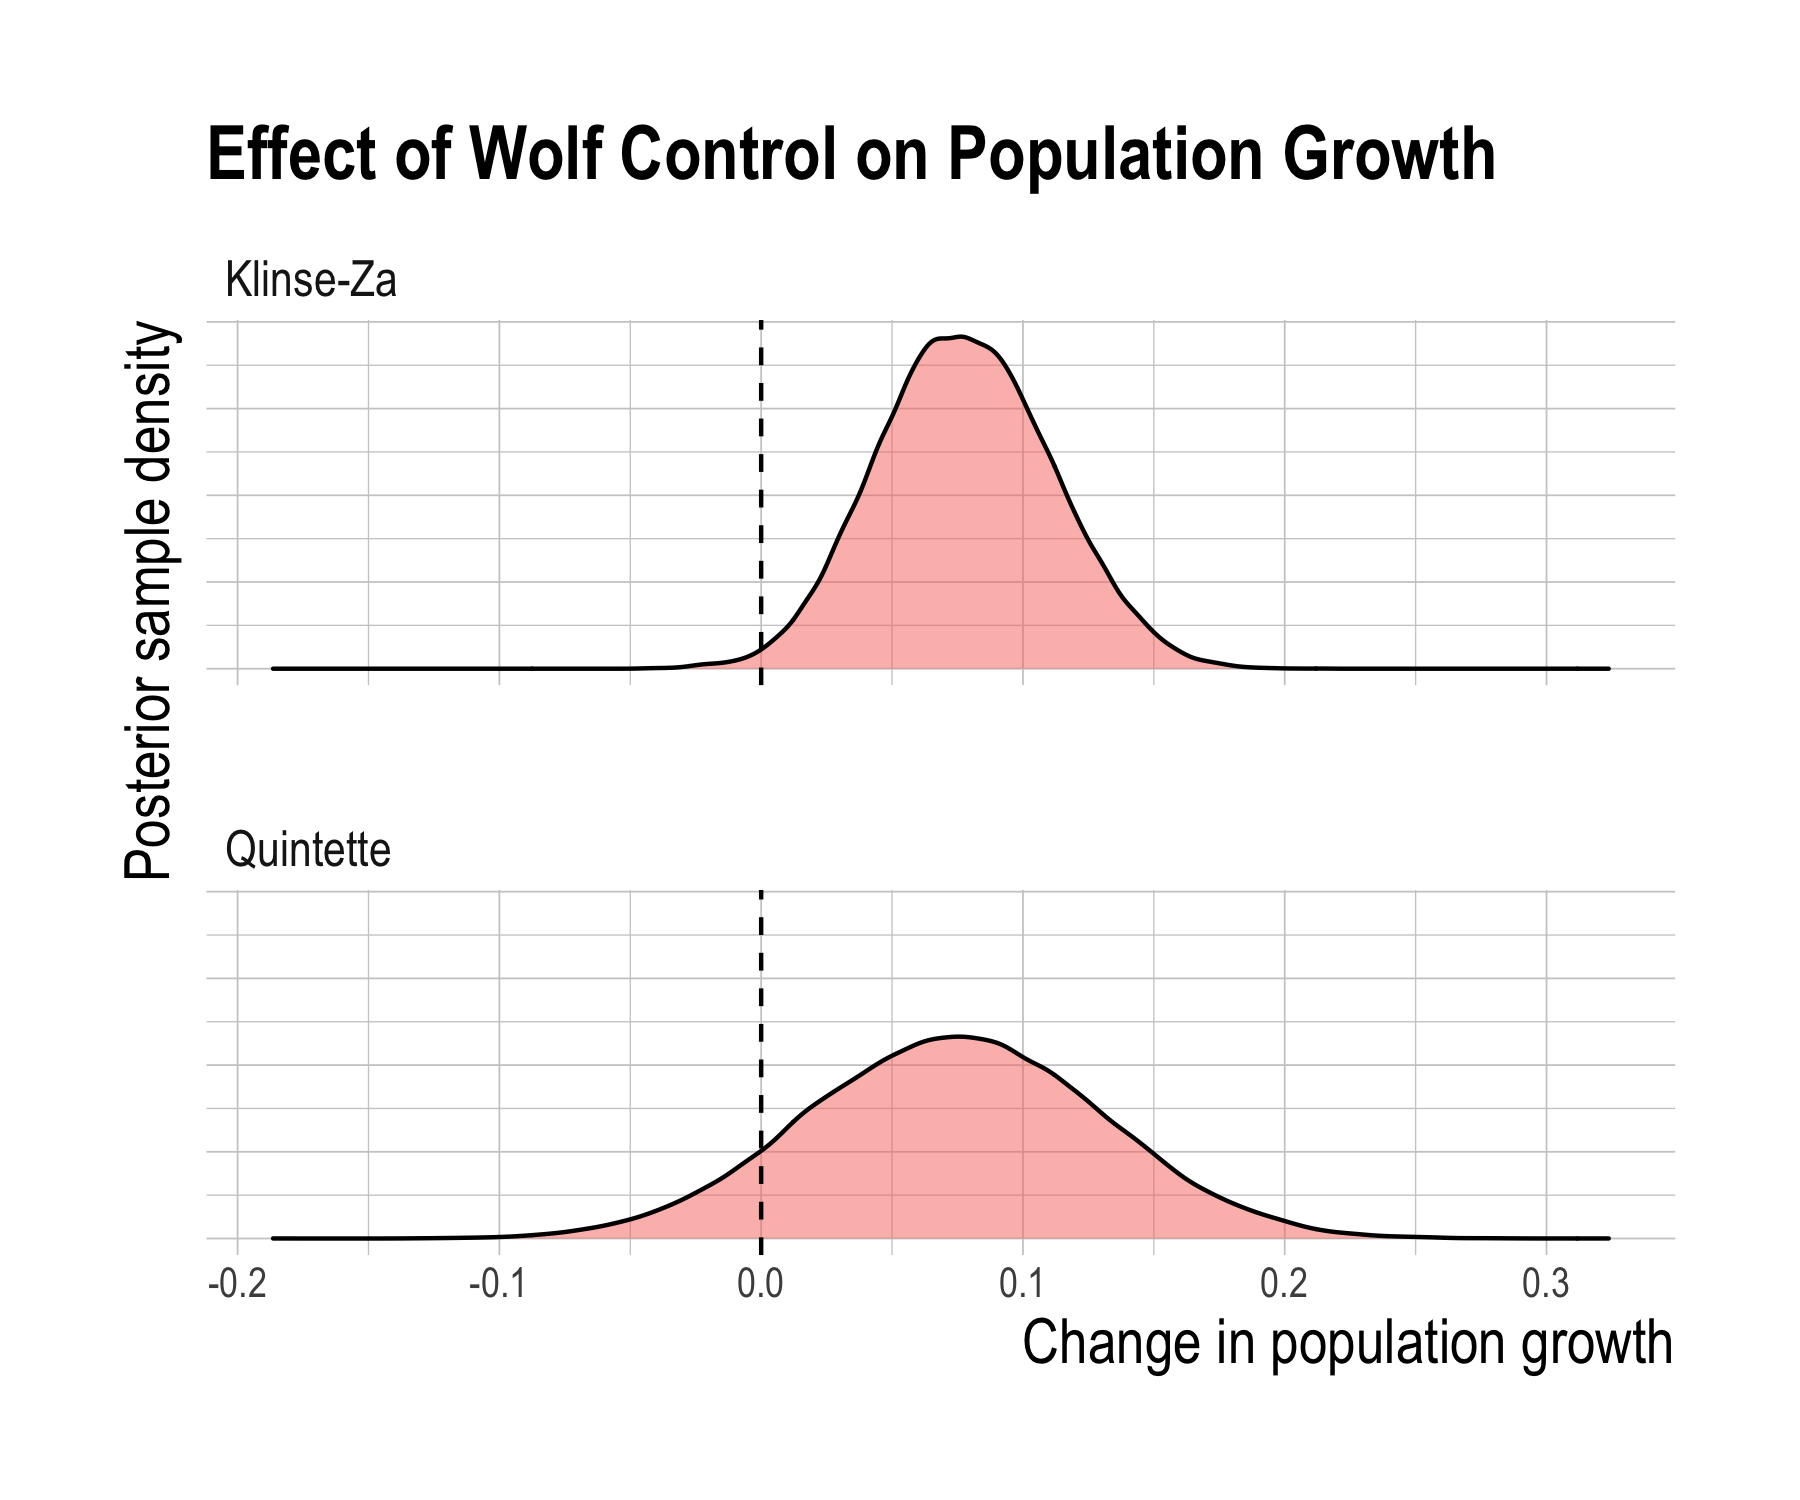 Effect of Wolf Control on Population Growth
Klinse-Za
Posterior sample density
Quintette
-0.2 -0.1 0.0 0.1 0.2 0.3
Change in population growth